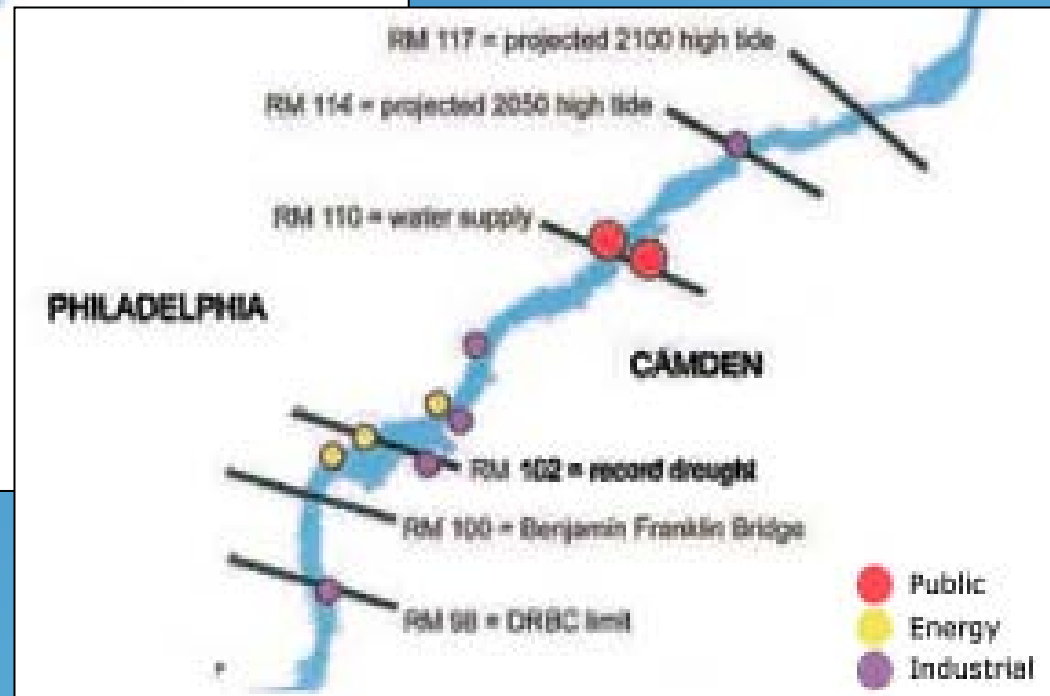 RM 117 = projected 2100 high tide
RM 114 = projected 2050 high tide
RM 110 = water supply
PHILADELPHIA
CAMDEN
RM 102 = record drought
RM 100 = Benjamin Franklin Bridge
RM 98 = DRBC limit
Public
Energy
Industrial